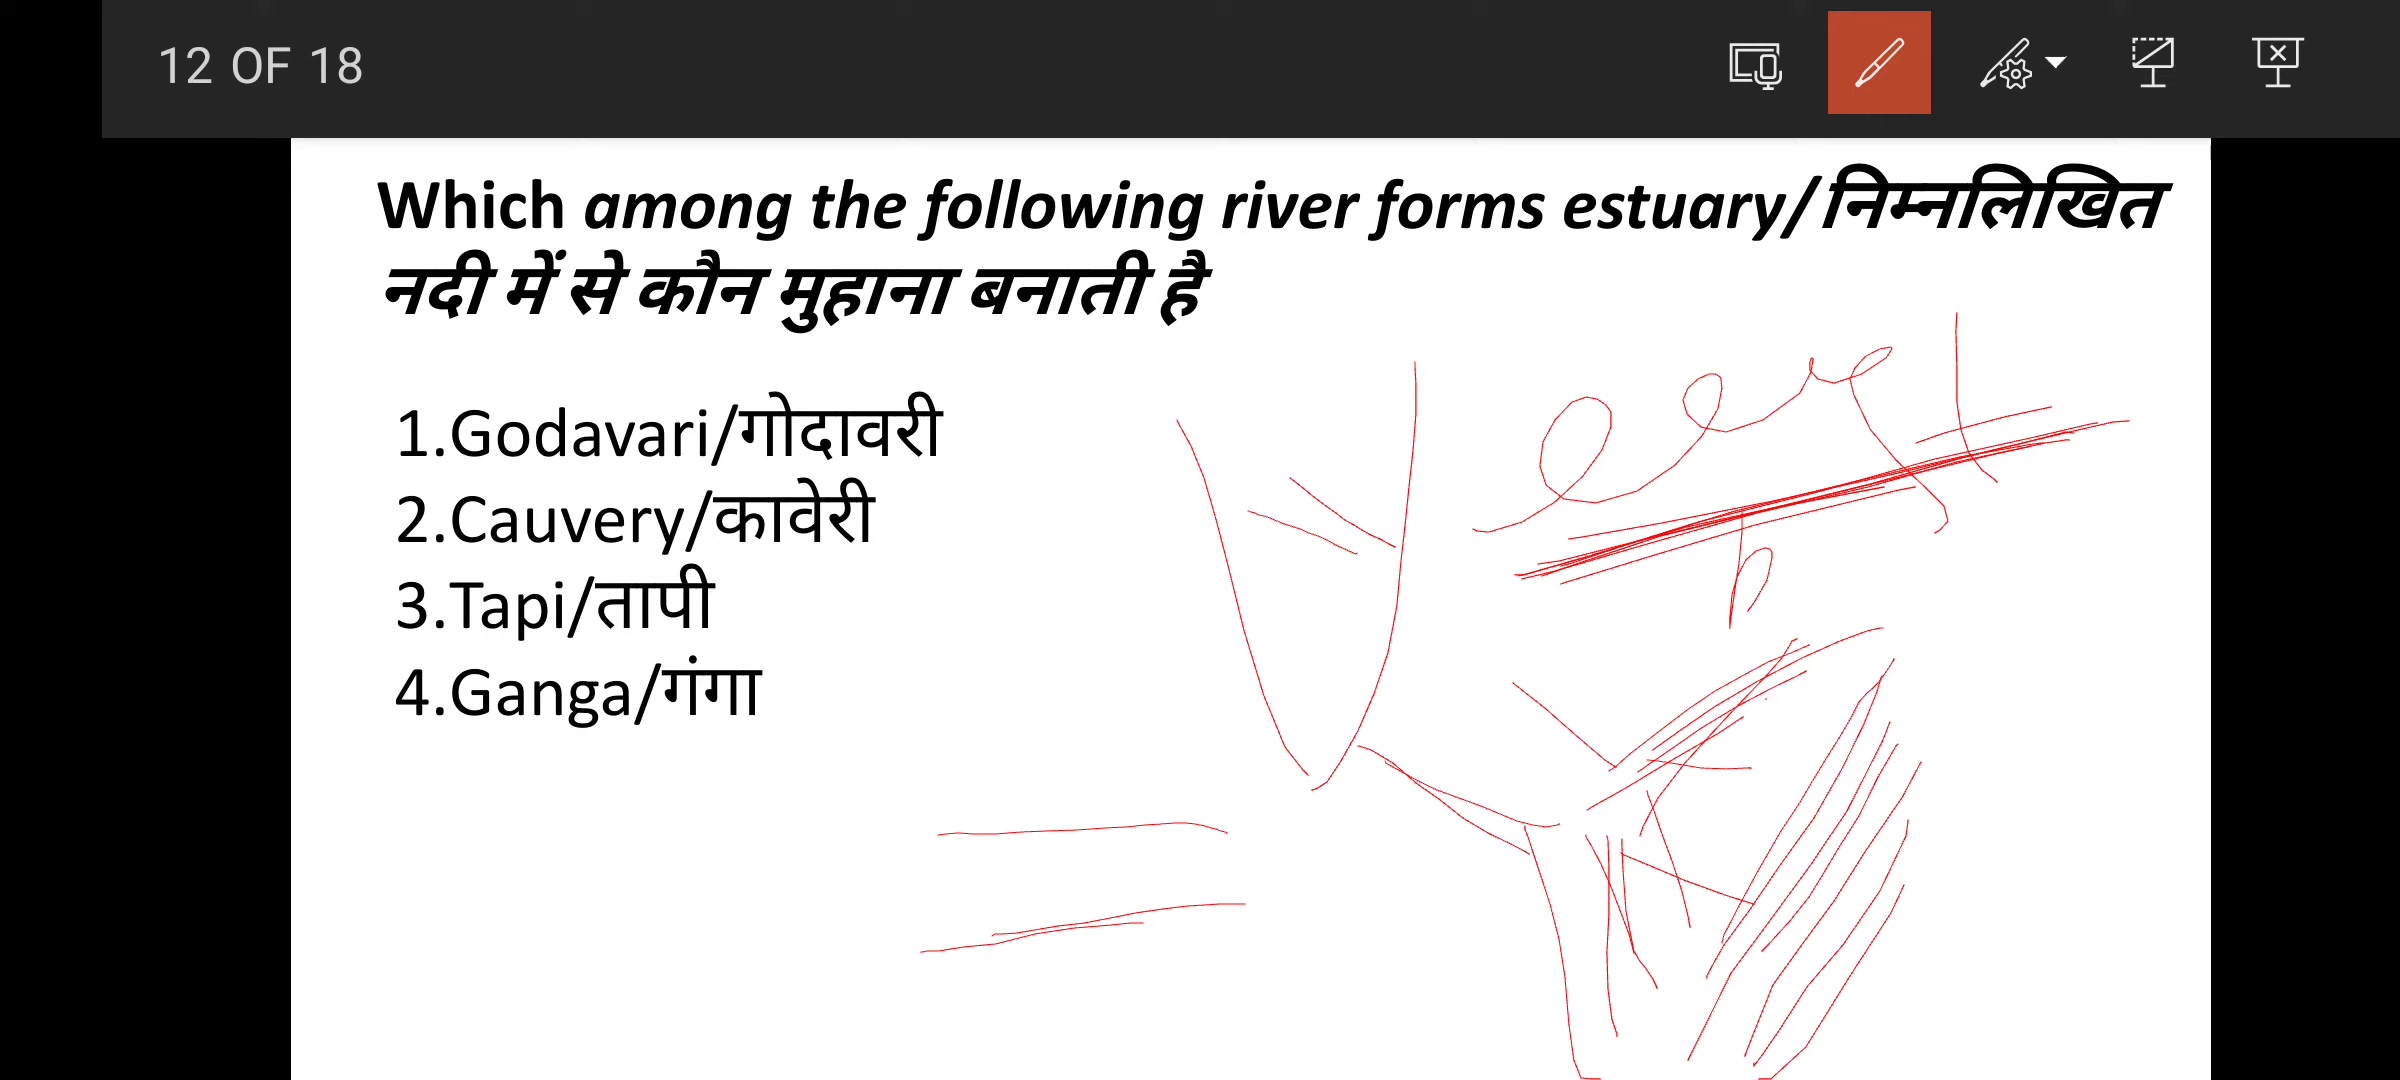 12 OF 18
Which among the following river forms estuary/निम्नलिखित
नदी में से कौन मुहाना बनाती है
1.Godavari/गोदावरी
2.Cauvery/कावेरी
3.Tapi/तापी
4.Ganga/गंगा